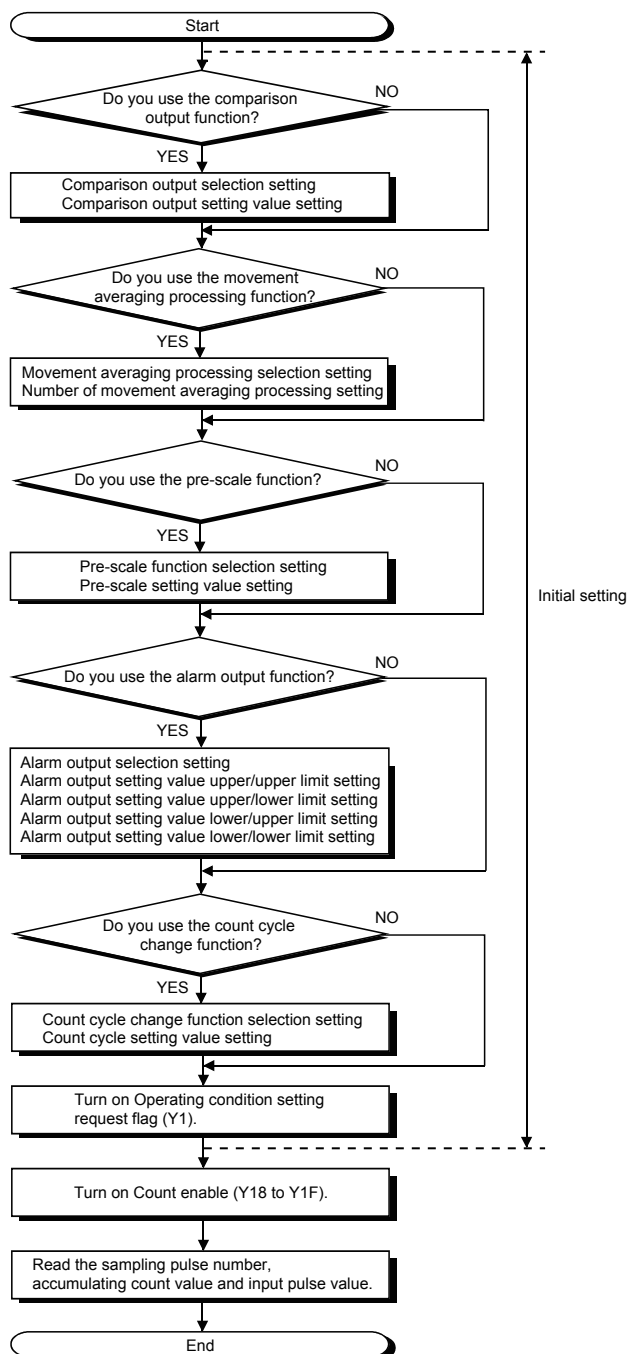 Start
Do you use the comparison
output function?
NO
YES
Comparison output selection setting
Comparison output setting value setting
Do you use the movement
averaging processing function?
NO
YES
Movement averaging processing selection setting
Number of movement averaging processing setting
Do you use the pre-scale function?
NO
YES
Pre-scale function selection setting
Pre-scale setting value setting
Initial setting
Do you use the alarm output function?
NO
YES
Alarm output selection setting
Alarm output setting value upper/upper limit setting
Alarm output setting value upper/lower limit setting
Alarm output setting value lower/upper limit setting
Alarm output setting value lower/lower limit setting
Do you use the count cycle
change function?
NO
YES
Count cycle change function selection setting
Count cycle setting value setting
Turn on Operating condition setting
request flag (Y1).
Turn on Count enable (Y18 to Y1F).
Read the sampling pulse number,
accumulating count value and input pulse value.
End